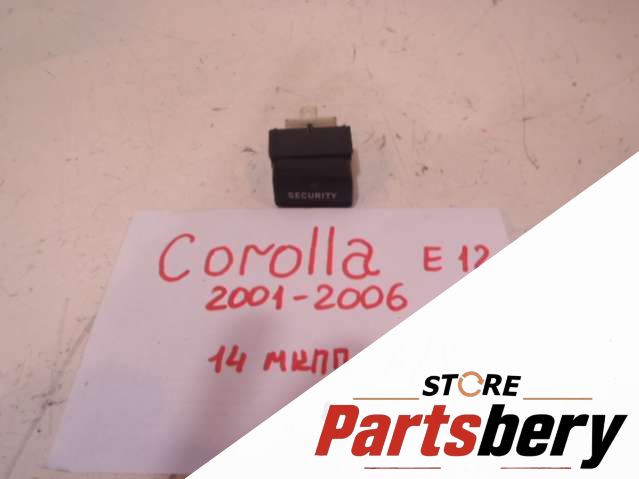 SECURITY
Corolla E 12
2001-2006
14 мкпп
STORE
Partsbery